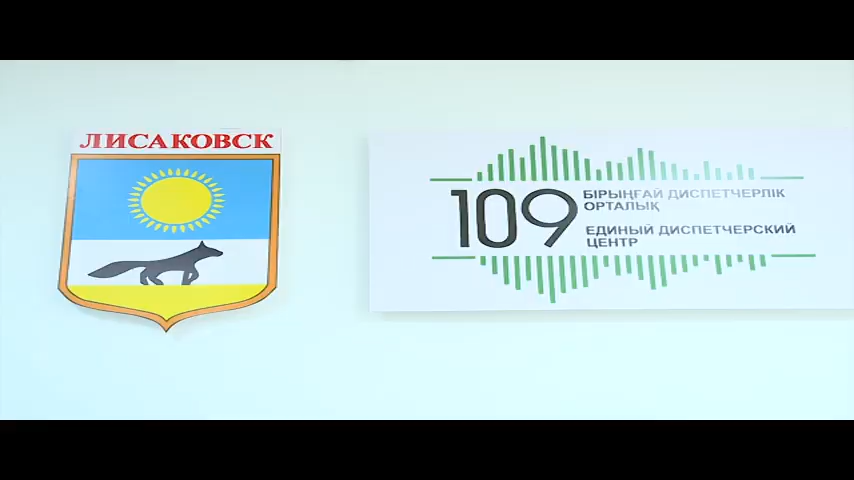 ЛИСАКОВСК
109
БІРЫҢҒАЙ ДИСПЕТЧЕРЛІК
ОРТАЛЫҚ
ЕДИНЫЙ ДИСПЕТЧЕРСКИЙ
ЦЕНТР